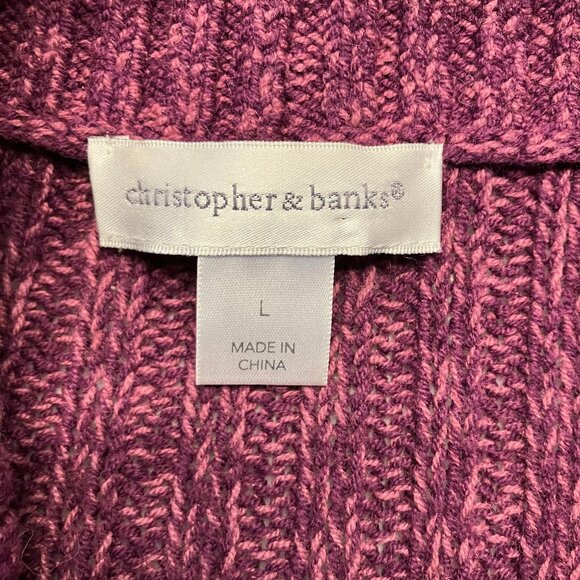 christopher & banks®
L
MADE IN
CHINA